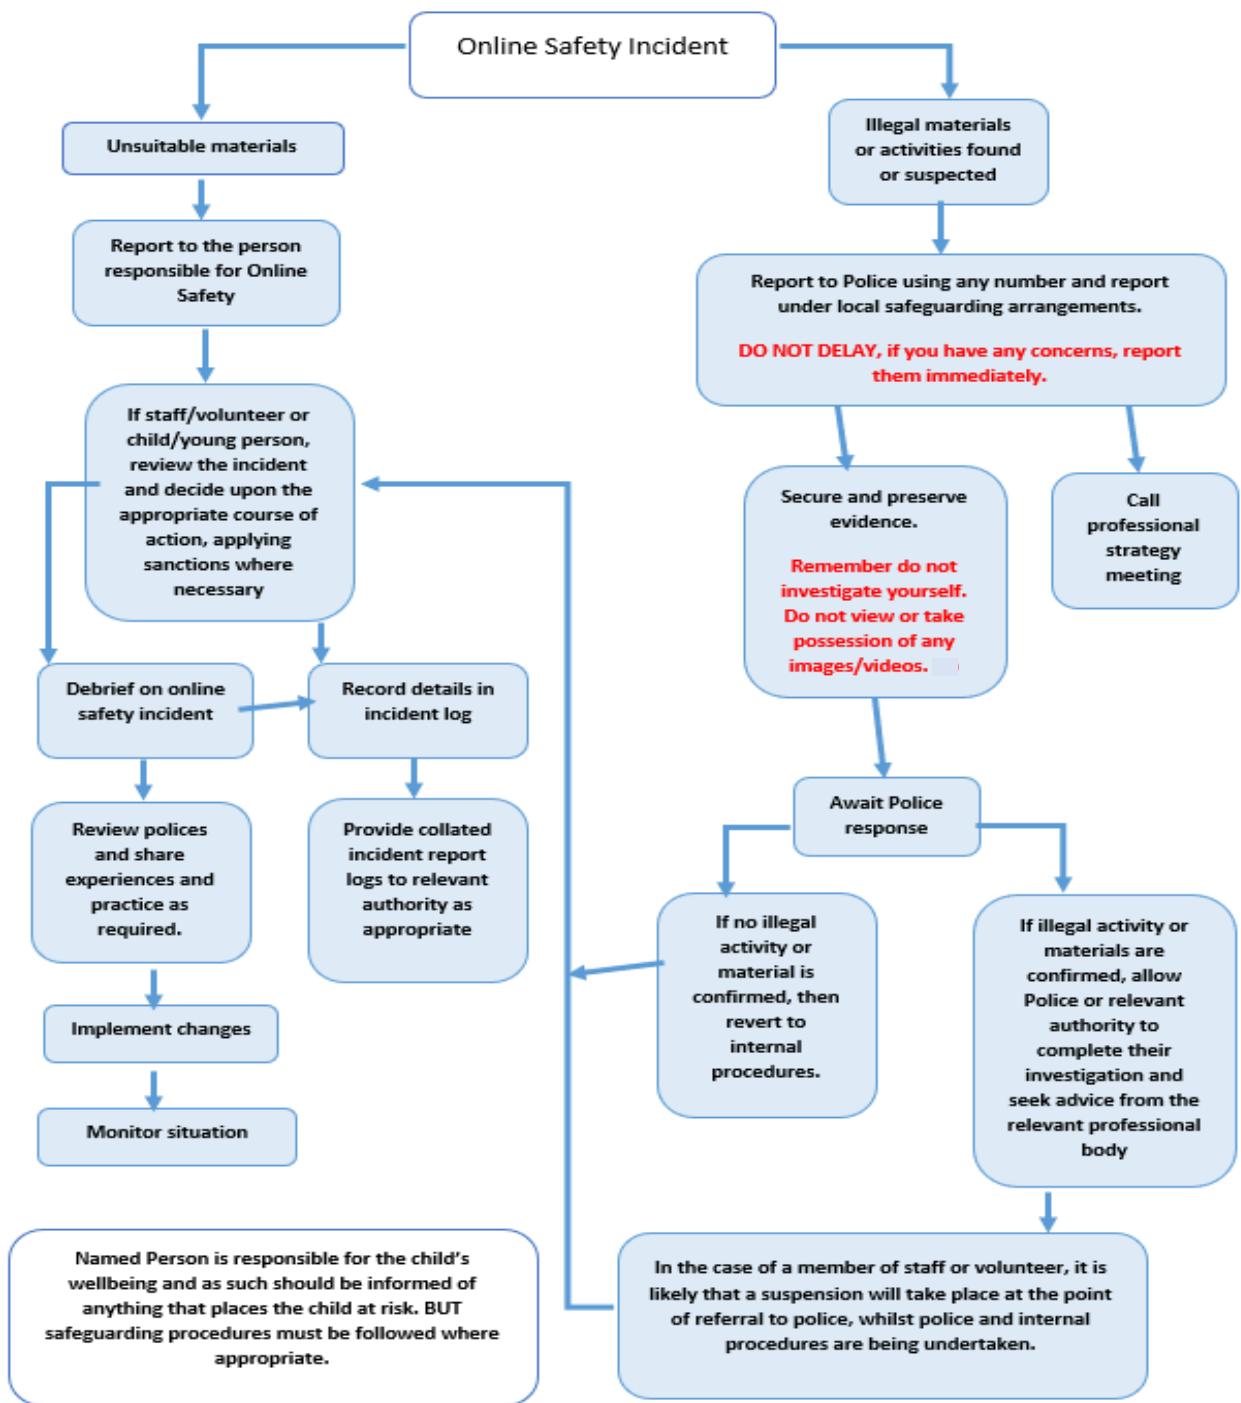 Online Safety Incident
Unsuitable materials
Report to the person
responsible for Online
Safety
If staff/volunteer or
child/young person,
review the incident
and decide upon the
appropriate course of
action, applying
sanctions where
necessary
Debrief on online
safety incident
Record details in
incident log
Review polices
and share
experiences and
practice as
required.
Provide collated
incident report
logs to relevant
authority as
appropriate
Implement changes
Monitor situation
Illegal materials
or activities found
or suspected
Report to Police using any number and report
under local safeguarding arrangements.
DO NOT DELAY, if you have any concerns, report
them immediately.
Secure and preserve
evidence.
Remember do not
investigate yourself.
Do not view or take
possession of any
images/videos.
Call
professional
strategy
meeting
Await Police
response
If no illegal
activity or
material is
confirmed, then
revert to
internal
procedures.
If illegal activity or
materials are
confirmed, allow
Police or relevant
authority to
complete their
investigation and
seek advice from the
relevant professional
body
In the case of a member of staff or volunteer, it is
likely that a suspension will take place at the point
of referral to police, whilst police and internal
procedures are being undertaken.
Named Person is responsible for the child's
wellbeing and as such should be informed of
anything that places the child at risk. BUT
safeguarding procedures must be followed where
appropriate.